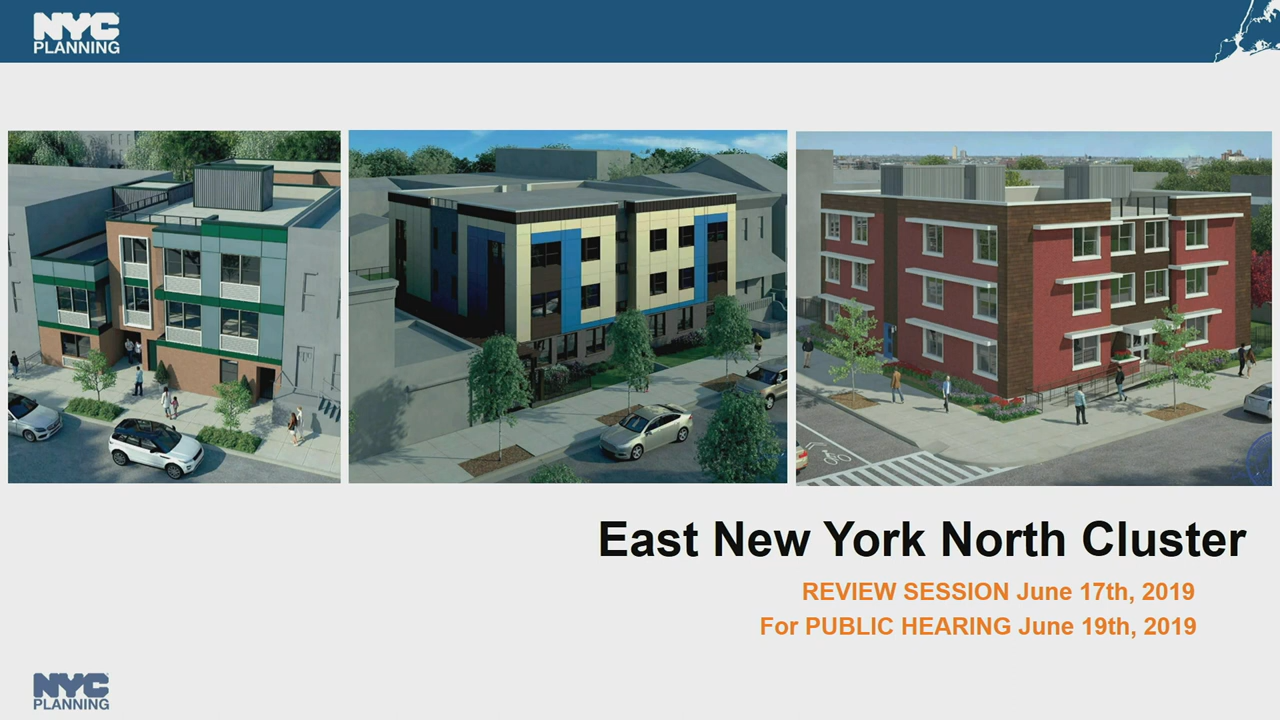 NYC
PLANNING
East New York North Cluster
REVIEW SESSION June 17th, 2019
For PUBLIC HEARING June 19th, 2019
NYC
PLANNING